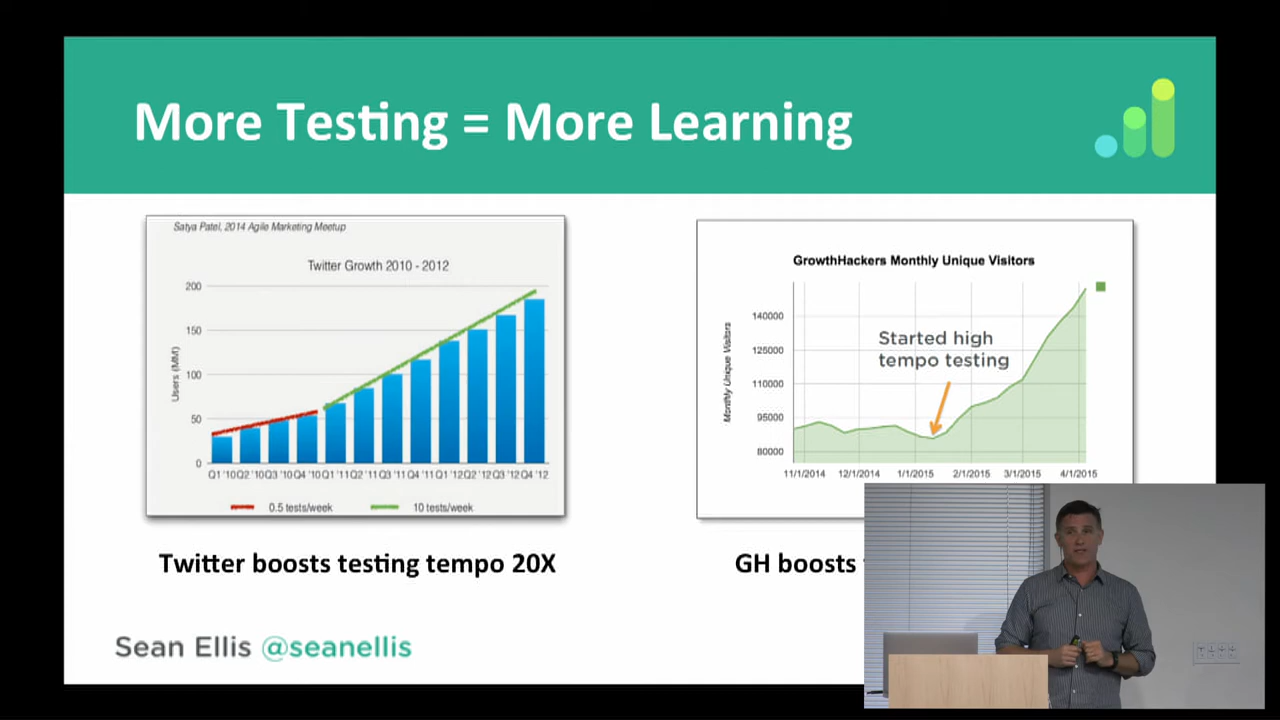 More Testing = More Learning
Satya Patel, 2014 Agile Marketing Meetup
Twitter Growth 2010 - 2012
200
150
100
50
0
Users (MM)
Q1 '10 Q2 '10 Q3 '10 Q4 '10 Q1 '11 Q2 '11 Q3 '11 Q4 '11 Q1 '12 Q2 '12 Q3 '12 Q4 '12
0.5 tests/week 10 tests/week
Twitter boosts testing tempo 20X
GrowthHackers Monthly Unique Visitors
Monthly Unique Visitors
140000
125000
110000
95000
80000
Started high
tempo testing
11/1/2014 12/1/2014 1/1/2015 2/1/2015 3/1/2015 4/1/2015
GH boosts
Sean Ellis @seanellis